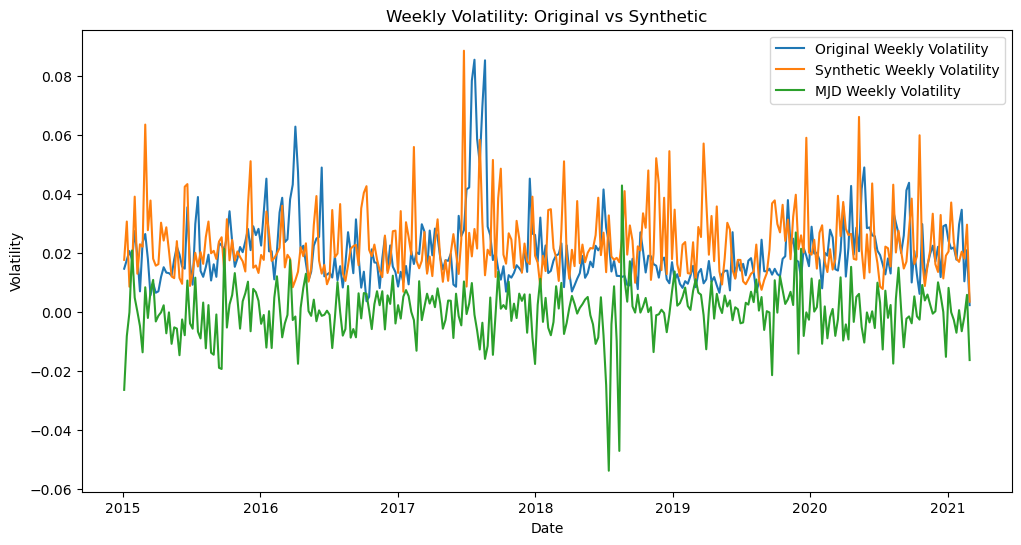 Weekly Volatility: Original vs Synthetic
Original Weekly Volatility
Synthetic Weekly Volatility
MJD Weekly Volatility
Volatility
0.08
0.06
0.04
0.02
0.00
−0.02
−0.04
−0.06
2015
2016
2017
2018
2019
2020
2021
Date